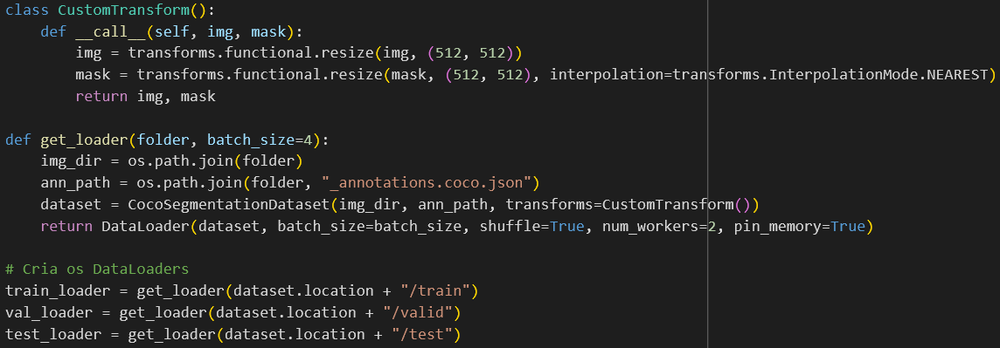 class CustomTransform():
    def __call__(self, img, mask):
        img = transforms.functional.resize(img, (512, 512))
        mask = transforms.functional.resize(mask, (512, 512), interpolation=transforms.InterpolationMode.NEAREST)
        return img, mask

def get_loader(folder, batch_size=4):
    img_dir = os.path.join(folder)
    ann_path = os.path.join(folder, "_annotations.coco.json")
    dataset = CocoSegmentationDataset(img_dir, ann_path, transforms=CustomTransform())
    return DataLoader(dataset, batch_size=batch_size, shuffle=True, num_workers=2, pin_memory=True)

# Cria os DataLoaders
train_loader = get_loader(dataset.location + "/train")
val_loader = get_loader(dataset.location + "/valid")
test_loader = get_loader(dataset.location + "/test")